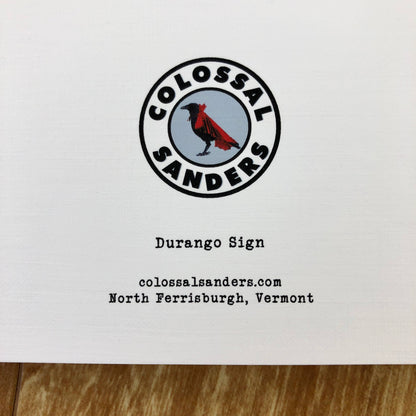 COLOSSAL
SANDERS
Durango Sign
colossalsanders.com
North Ferrisburgh, Vermont